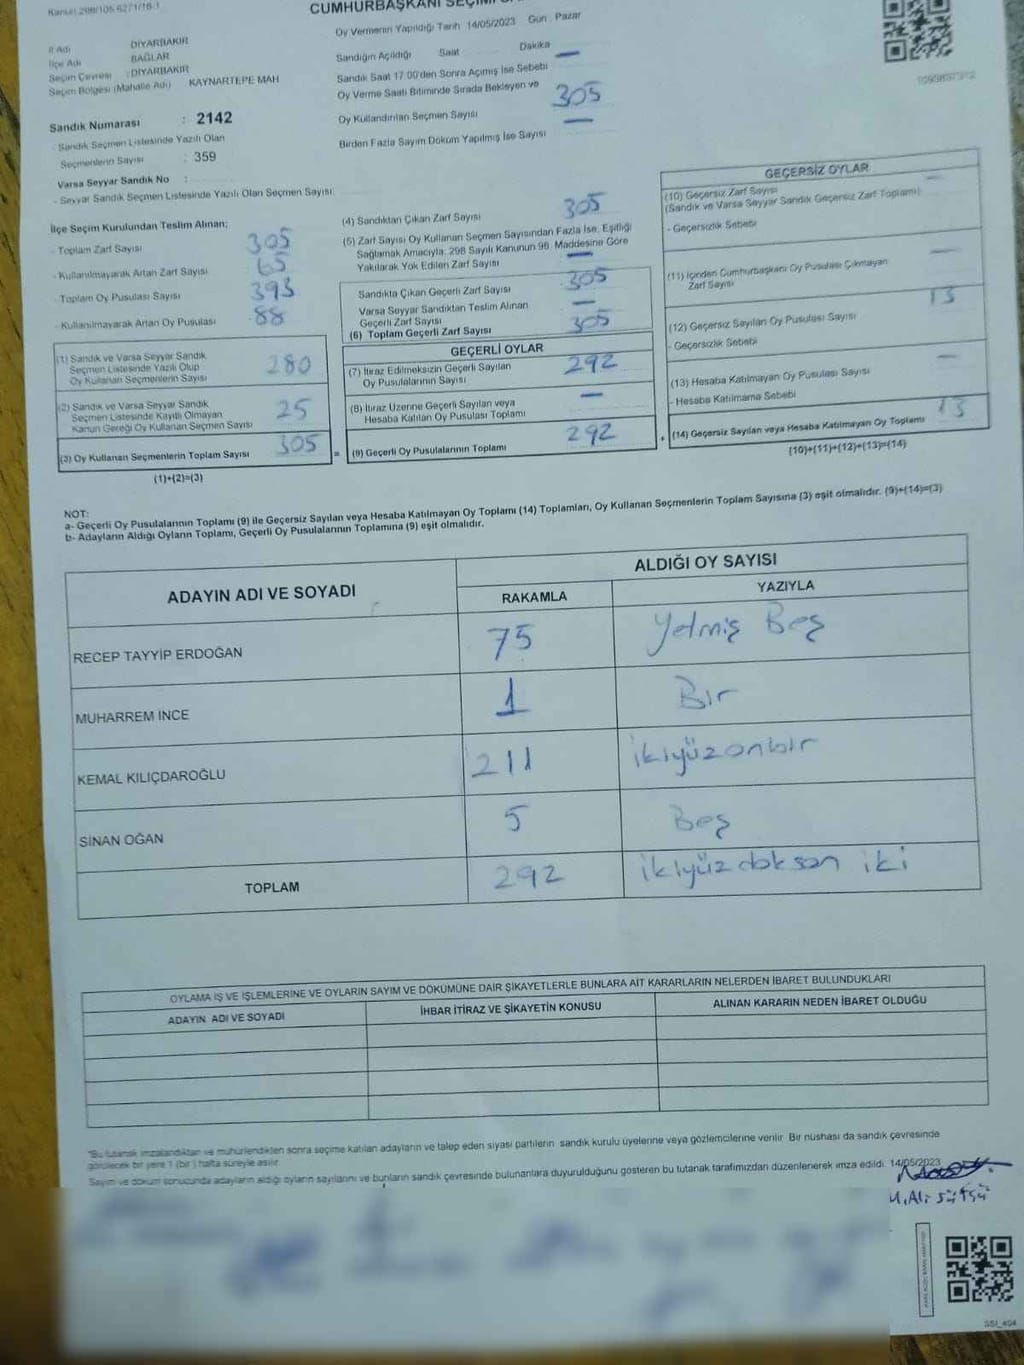 Kanun 298/105 6271/16-1
CUMHURBAŞKANI
Oy Vermenin Yapıldığı Tarih 14/05/2023 Gün Pazar
İl Adı DİYARBAKIR
İlçe Adı BAĞLAR
Seçim Çevresi : DİYARBAKIR
Seçim Bölgesi (Mahalle Adı) KAYNARTEPE MAH
Sandık Numarası : 2142
Sandık Seçmen Listesinde Yazılı Olan
Seçmenlerin Sayısı : 359
Varsa Seyyar Sandık No :
- Seyyar Sandık Seçmen Listesinde Yazılı Olan Seçmen Sayısı:
Sandığın Açıldığı Saat Dakika
Sandık Saat 17.00'den Sonra Açımış İse Sebebi —
Oy Verme Saati Bitiminde Sırada Bekleyen ve
Oy Kullandırılan Seçmen Sayısı 305
Birden Fazla Sayım Döküm Yapılmış İse Sayısı —
İlçe Seçim Kurulundan Teslim Alınan;
- Toplam Zarf Sayısı 305
- Kullanılmayarak Artan Zarf Sayısı 65
- Toplam Oy Pusulası Sayısı 393
- Kullanılmayarak Artan Oy Pusulası 88
(1) Sandık ve Varsa Seyyar Sandık
Seçmen Listesinde Yazılı Olup
Oy Kullanan Seçmenlerin Sayısı 280
(2) Sandık ve Varsa Seyyar Sandık
Seçmen Listesinde Kayıtlı Olmayan
Kanun Gereği Oy Kullanan Seçmen Sayısı 25
(3) Oy Kullanan Seçmenlerin Toplam Sayısı 305
(1)+(2)=(3)
(4) Sandıktan Çıkan Zarf Sayısı 305
(5) Zarf Sayısı Oy Kullanan Seçmen Sayısından Fazla İse, Eşitliği
Sağlamak Amacıyla; 298 Sayılı Kanunun 98. Maddesine Göre
Yakılarak Yok Edilen Zarf Sayısı —
Sandıkta Çıkan Geçerli Zarf Sayısı 305
Varsa Seyyar Sandıktan Teslim Alınan
Geçerli Zarf Sayısı —
(6) Toplam Geçerli Zarf Sayısı 305
GEÇERLİ OYLAR
(7) İtiraz Edilmeksizin Geçerli Sayılan
Oy Pusulalarının Sayısı 292
(8) İtiraz Üzerine Geçerli Sayılan veya
Hesaba Katılan Oy Pusulası Toplamı —
= (9) Geçerli Oy Pusulalarının Toplamı 292
GEÇERSİZ OYLAR
(10) Geçersiz Zarf Sayısı —
(Sandık ve Varsa Seyyar Sandık Geçersiz Zarf Toplamı)
- Geçersizlik Sebebi
(11) İçinden Cumhurbaşkanı Oy Pusulası Çıkmayan
Zarf Sayısı —
(12) Geçersiz Sayılan Oy Pusulası Sayısı 13
- Geçersizlik Sebebi
(13) Hesaba Katılmayan Oy Pusulası Sayısı —
- Hesaba Katılmama Sebebi
+ (14) Geçersiz Sayılan veya Hesaba Katılmayan Oy Toplamı 13
(10)+(11)+(12)+(13)=(14)
NOT:
a- Geçerli Oy Pusulalarının Toplamı (9) ile Geçersiz Sayılan veya Hesaba Katılmayan Oy Toplamı (14) Toplamları, Oy Kullanan Seçmenlerin Toplam Sayısına (3) eşit olmalıdır. (9)+(14)=(3)
b- Adayların Aldığı Oyların Toplamı, Geçerli Oy Pusulalarının Toplamına (9) eşit olmalıdır.
ADAYIN ADI VE SOYADI ALDIĞI OY SAYISI
RAKAMLA YAZIYLA
RECEP TAYYİP ERDOĞAN 75 Yetmiş Beş
MUHARREM İNCE 1 Bir
KEMAL KILIÇDAROĞLU 211 ikiyüzonbir
SİNAN OĞAN 5 Beş
TOPLAM 292 ikiyüzdoksan iki
OYLAMA İŞ VE İŞLEMLERİNE VE OYLARIN SAYIM VE DÖKÜMÜNE DAİR ŞİKAYETLERLE BUNLARA AİT KARARLARIN NELERDEN İBARET BULUNDUKLARI
ADAYIN ADI VE SOYADI İHBAR İTİRAZ VE ŞİKAYETİN KONUSU ALINAN KARARIN NEDEN İBARET OLDUĞU
"Bu tutanak imzalandıktan ve mühürlendikten sonra seçime katılan adayların ve talep eden siyasi partilerin sandık kurulu üyelerine veya gözlemcilerine verilir Bir nüshası da sandık çevresinde
görülecek bir yere 1 (bir) hafta süreyle asılır
Sayım ve döküm sonucunda adayların aldığı oyların sayılarını ve bunların sandık çevresinde bulunanlara duyurulduğunu gösteren bu tutanak tarafımızdan düzenlenerek imza edildi. 14/05/2023
M.Ali